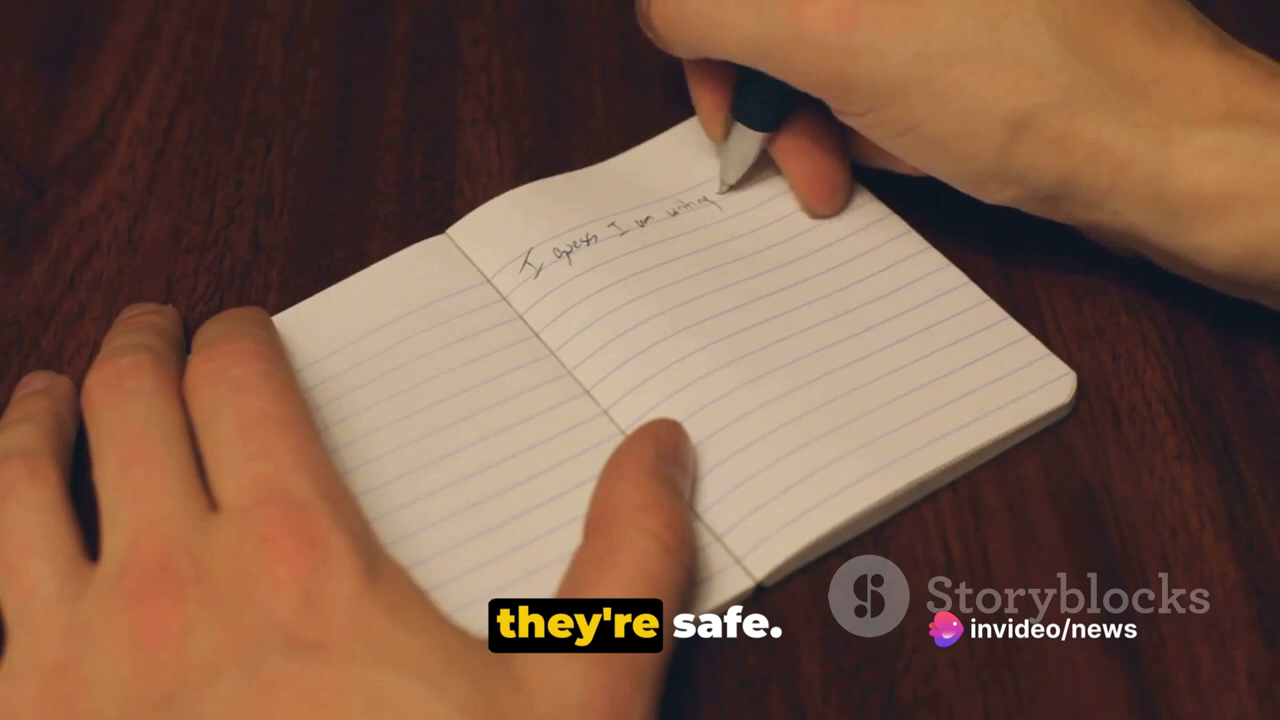 I guess I am writing
they're safe.
Storyblocks
invideo/news